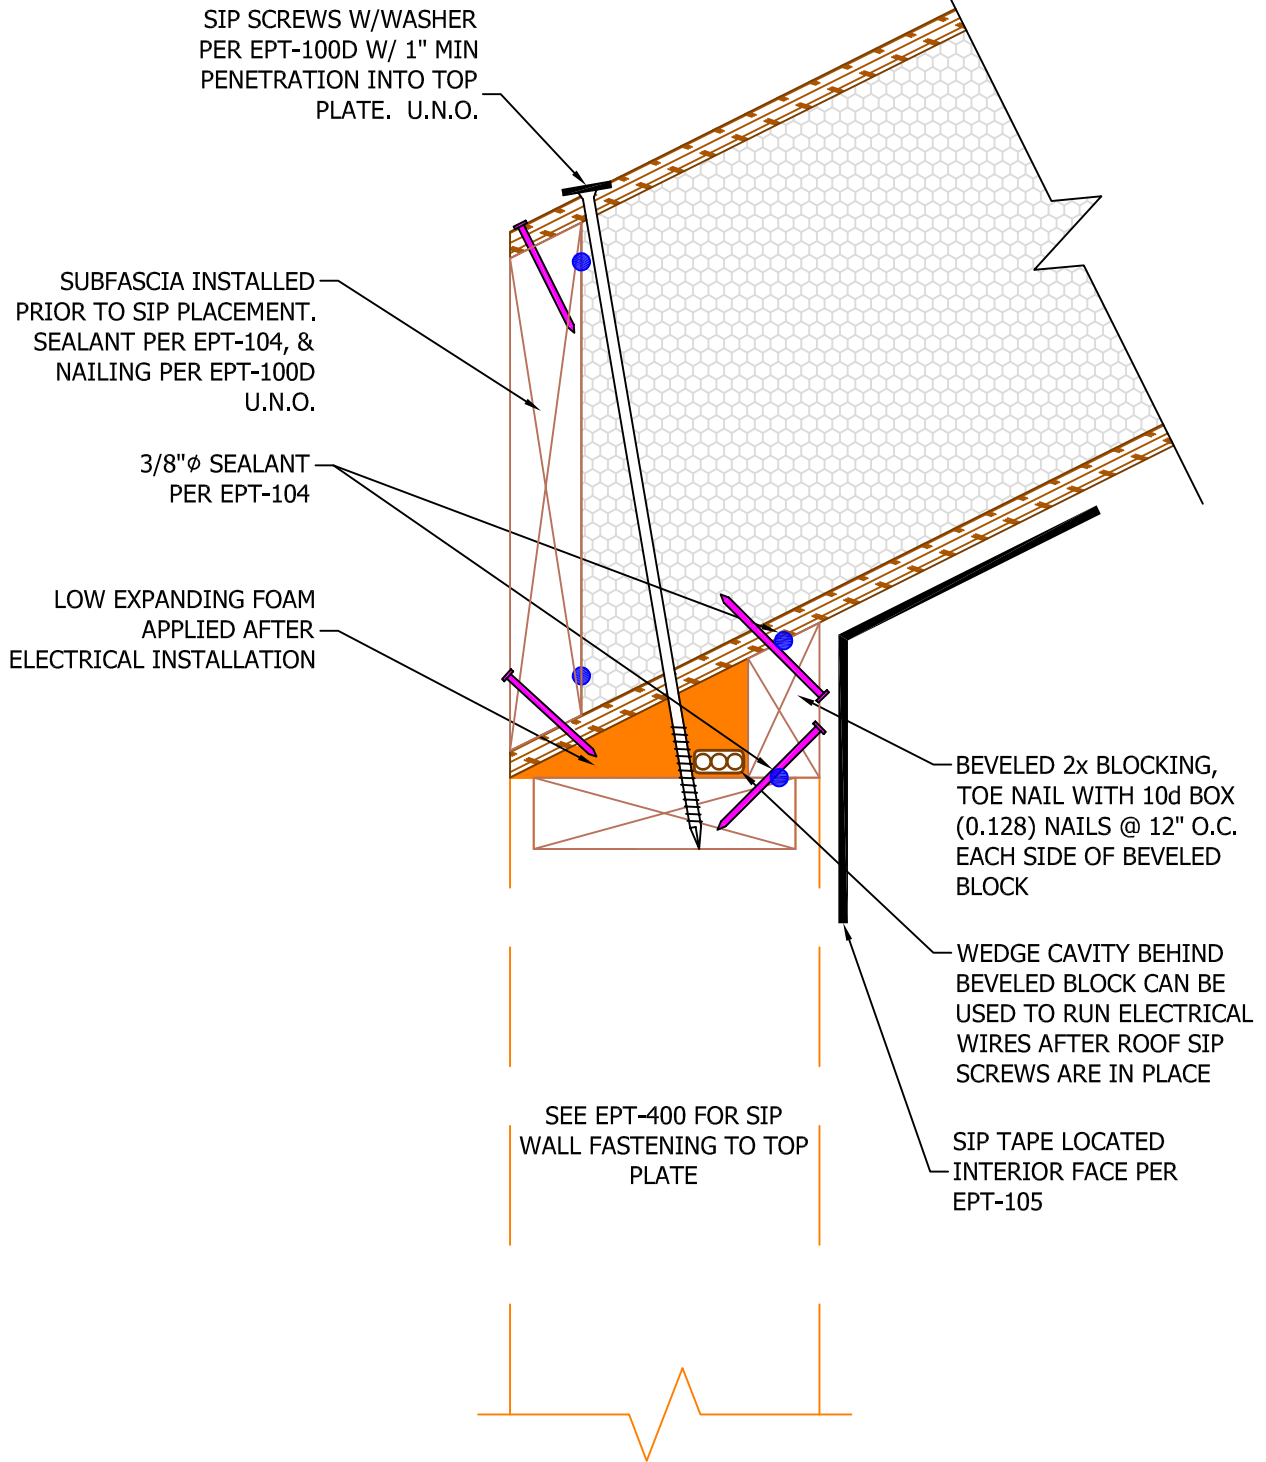 SIP SCREWS W/WASHER
PER EPT-100D W/ 1" MIN
PENETRATION INTO TOP
PLATE. U.N.O.
SUBFASCIA INSTALLED
PRIOR TO SIP PLACEMENT.
SEALANT PER EPT-104, &
NAILING PER EPT-100D
U.N.O.
3/8"⌀ SEALANT
PER EPT-104
LOW EXPANDING FOAM
APPLIED AFTER
ELECTRICAL INSTALLATION
BEVELED 2x BLOCKING,
TOE NAIL WITH 10d BOX
(0.128) NAILS @ 12" O.C.
EACH SIDE OF BEVELED
BLOCK
WEDGE CAVITY BEHIND
BEVELED BLOCK CAN BE
USED TO RUN ELECTRICAL
WIRES AFTER ROOF SIP
SCREWS ARE IN PLACE
SEE EPT-400 FOR SIP
WALL FASTENING TO TOP
PLATE
SIP TAPE LOCATED
INTERIOR FACE PER
EPT-105